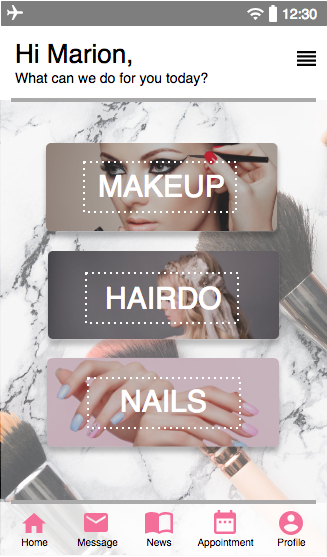 12:30
Hi Marion,
What can we do for you today?
MAKEUP
HAIRDO
NAILS
Home Message News Appointment Profile